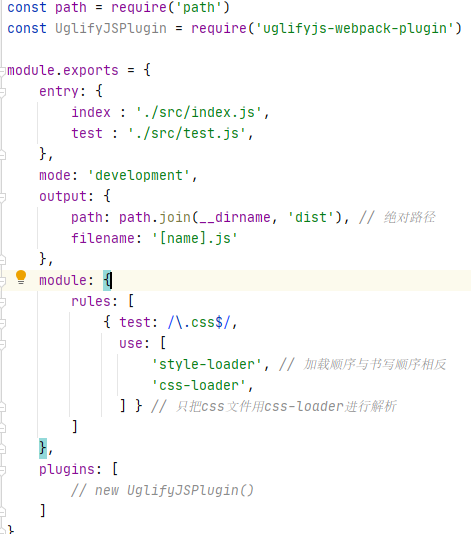 const path = require('path')
const UglifyJSPlugin = require('uglifyjs-webpack-plugin')
module.exports = {
entry: {
index : './src/index.js',
test : './src/test.js',
},
mode: 'development',
output: {
path: path.join(__dirname, 'dist'), // 绝对路径
filename: '[name].js'
},
module: {
rules: [
{ test: /\.css$/,
use: [
'style-loader', // 加载顺序与书写顺序相反
'css-loader',
] } // 只把css文件用css-loader进行解析
]
},
plugins: [
// new UglifyJSPlugin()
]
}